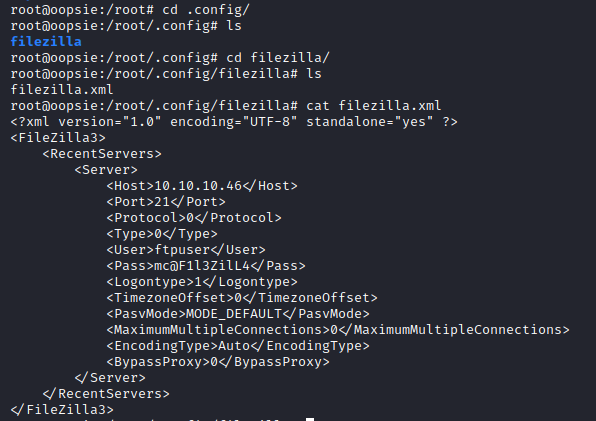 root@oopsie:/root# cd .config/
root@oopsie:/root/.config# ls
filezilla
root@oopsie:/root/.config# cd filezilla/
root@oopsie:/root/.config/filezilla# ls
filezilla.xml
root@oopsie:/root/.config/filezilla# cat filezilla.xml
<?xml version="1.0" encoding="UTF-8" standalone="yes" ?>
<FileZilla3>
    <RecentServers>
        <Server>
            <Host>10.10.10.46</Host>
            <Port>21</Port>
            <Protocol>0</Protocol>
            <Type>0</Type>
            <User>ftpuser</User>
            <Pass>mc@F1l3ZilL4</Pass>
            <Logontype>1</Logontype>
            <TimezoneOffset>0</TimezoneOffset>
            <PasvMode>MODE_DEFAULT</PasvMode>
            <MaximumMultipleConnections>0</MaximumMultipleConnections>
            <EncodingType>Auto</EncodingType>
            <BypassProxy>0</BypassProxy>
        </Server>
    </RecentServers>
</FileZilla3>